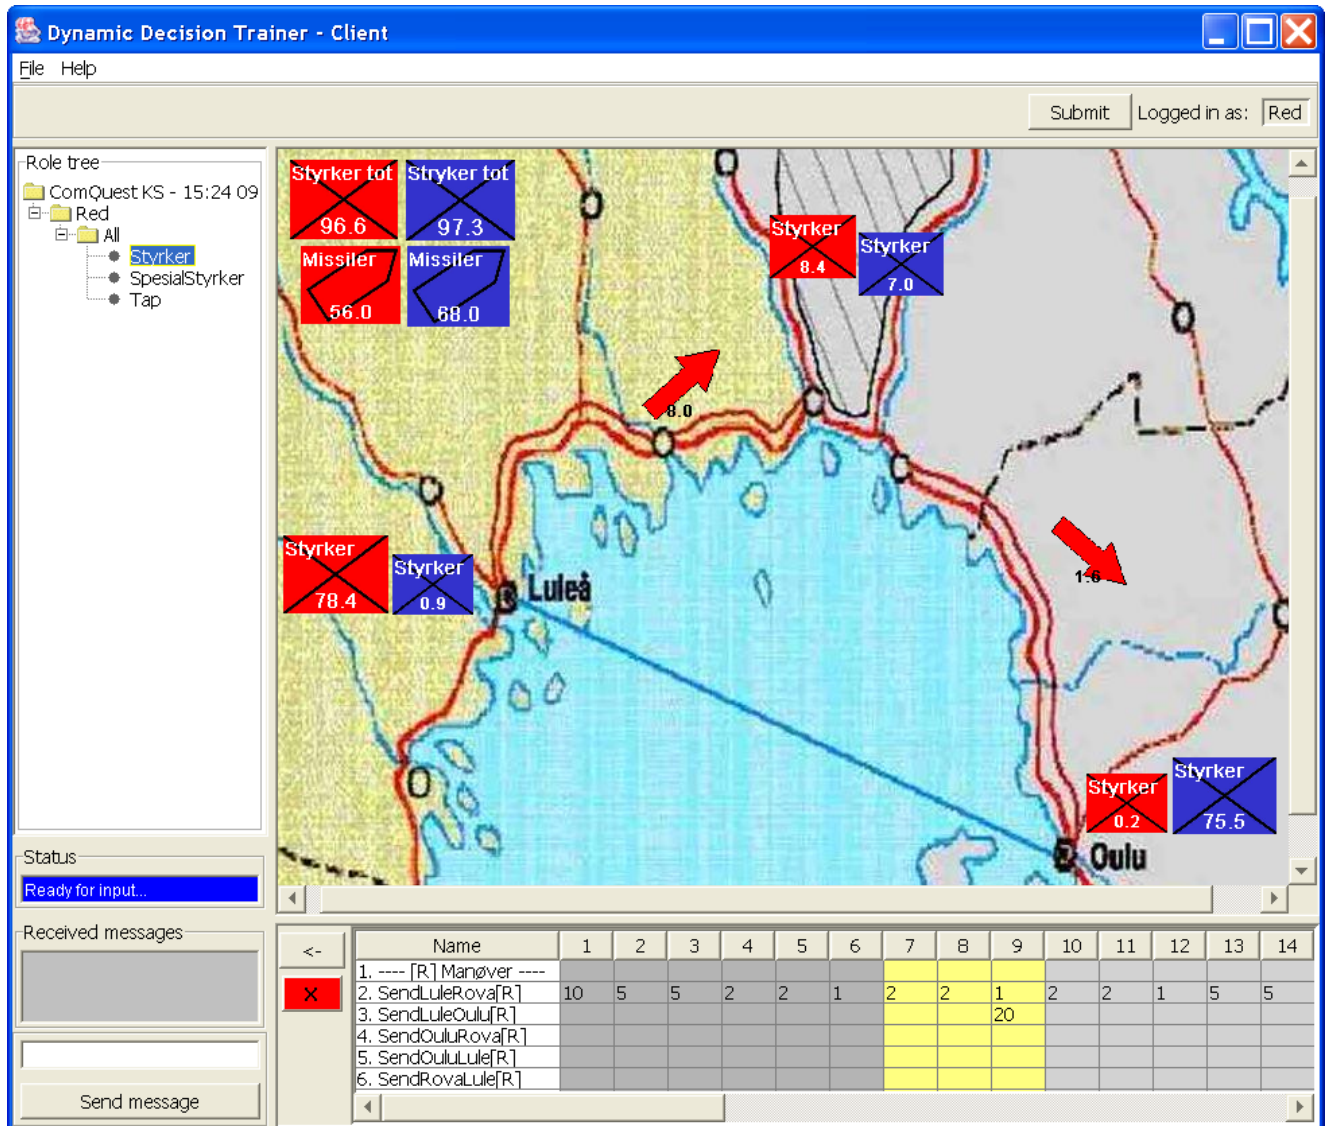 Dynamic Decision Trainer - Client
File Help
Submit Logged in as: Red
Role tree
ComQuest KS - 15:24 09
Red
All
Styrker
SpesialStyrker
Tap
Styrker tot
96.6
Stryker tot
97.3
Missiler
56.0
Missiler
68.0
Styrker
8.4
Styrker
7.0
8.0
1.6
Styrker
78.4
Styrker
0.9
Luleå
Styrker
0.2
Styrker
75.5
Oulu
Status
Ready for input...
Received messages
Send message
<-
X
Name 1 2 3 4 5 6 7 8 9 10 11 12 13 14
1. ---- [R] Manøver ----
2. SendLuleRova[R] 10 5 5 2 2 1 2 2 1 2 2 1 5 5
3. SendLuleOulu[R] 20
4. SendOuluRova[R]
5. SendOuluLule[R]
6. SendRovaLule[R]